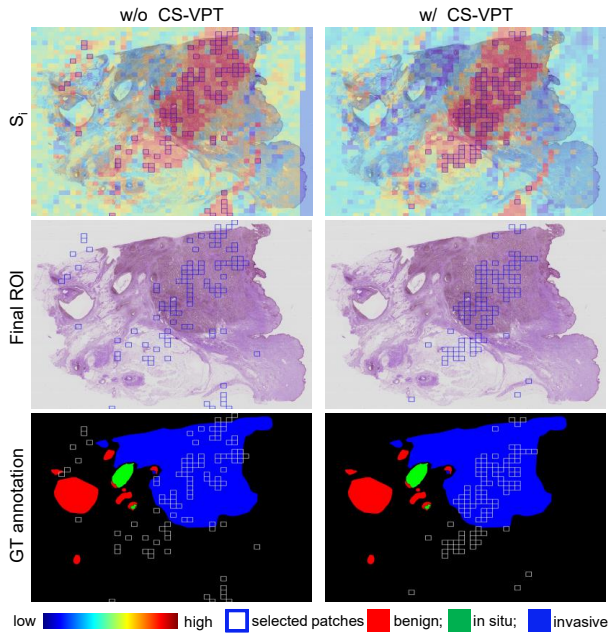 w/o CS-VPT
w/ CS-VPT
S_i
Final ROI
GT annotation
low high selected patches benign; in situ; invasive